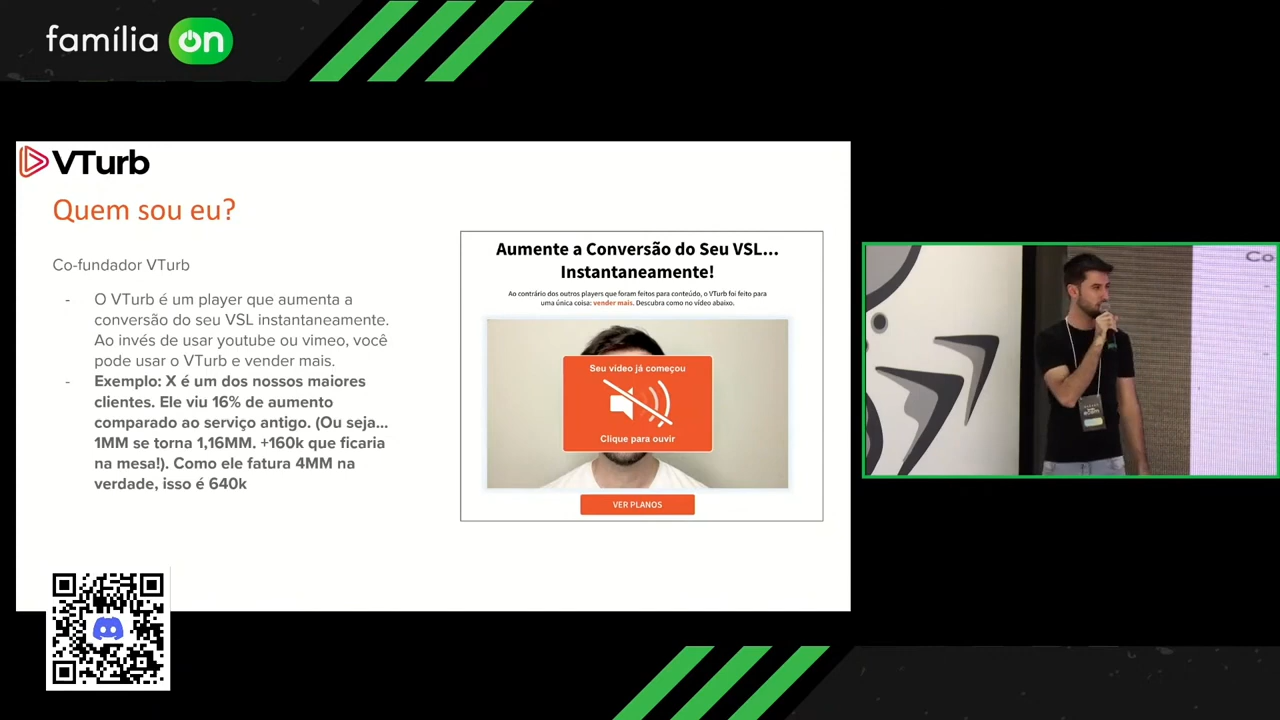 família on
VTurb
Quem sou eu?
Co-fundador VTurb
- O VTurb é um player que aumenta a
conversão do seu VSL instantaneamente.
Ao invés de usar youtube ou vimeo, você
pode usar o VTurb e vender mais.
- Exemplo: X é um dos nossos maiores
clientes. Ele viu 16% de aumento
comparado ao serviço antigo. (Ou seja...
1MM se torna 1,16MM. +160k que ficaria
na mesa!). Como ele fatura 4MM na
verdade, isso é 640k
Aumente a Conversão do Seu VSL...
Instantaneamente!
Ao contrário dos outros players que foram feitos para conteúdo, o VTurb foi feito para
uma única coisa: vender mais. Descubra como no vídeo abaixo.
Seu vídeo já começou
Clique para ouvir
VER PLANOS
Co